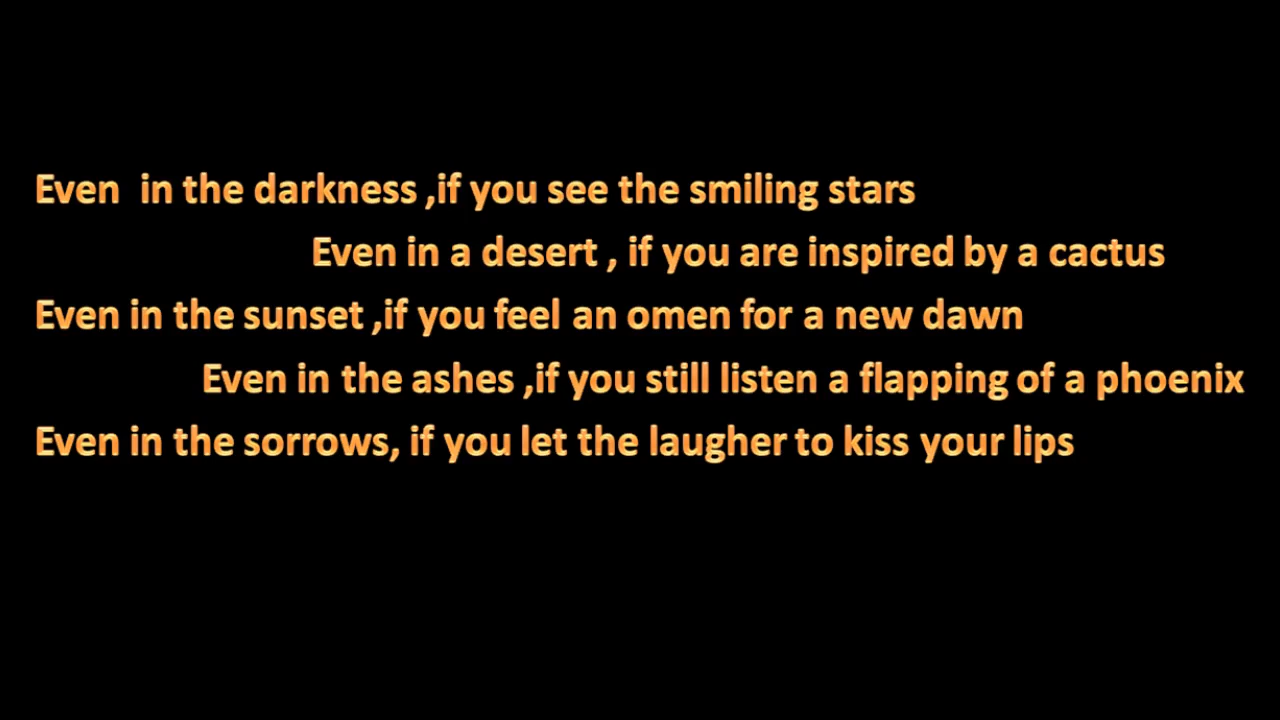 Even  in the darkness ,if you see the smiling stars
Even in a desert , if you are inspired by a cactus
Even in the sunset ,if you feel an omen for a new dawn
Even in the ashes ,if you still listen a flapping of a phoenix
Even in the sorrows, if you let the laugher to kiss your lips